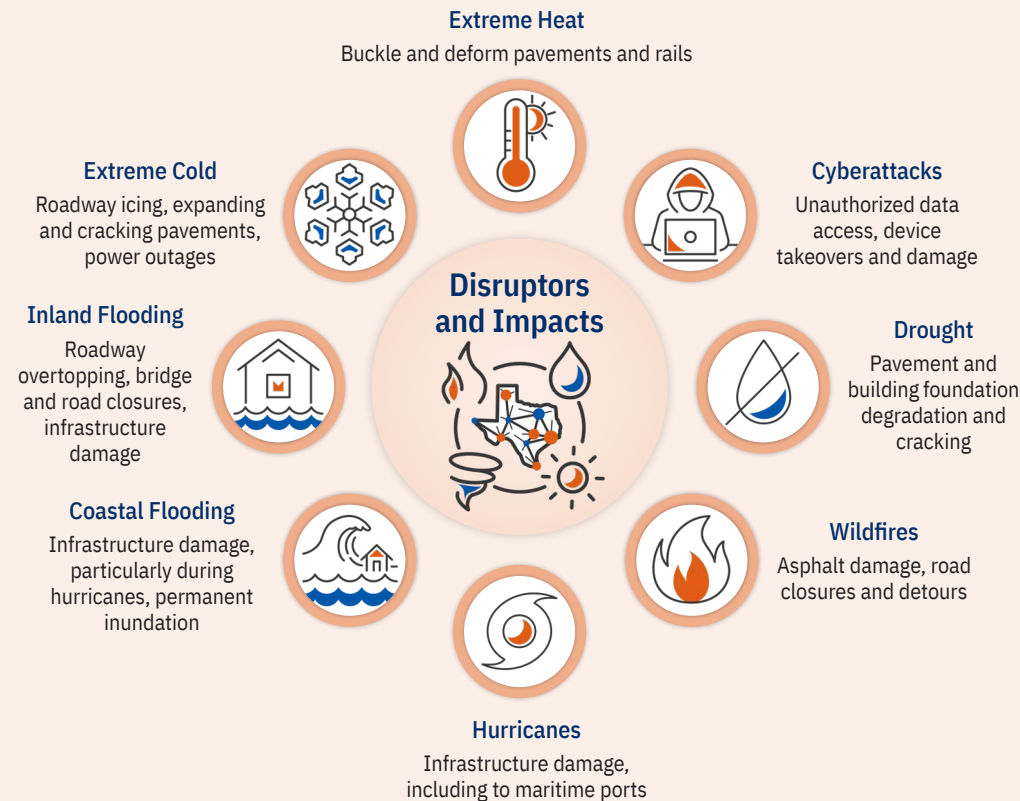 Extreme Heat
Buckle and deform pavements and rails
Extreme Cold
Roadway icing, expanding
and cracking pavements,
power outages
Cyberattacks
Unauthorized data
access, device
takeovers and damage
Disruptors
and Impacts
Inland Flooding
Roadway
overtopping, bridge
and road closures,
infrastructure
damage
Drought
Pavement and
building foundation
degradation and
cracking
Coastal Flooding
Infrastructure damage,
particularly during
hurricanes, permanent
inundation
Wildfires
Asphalt damage, road
closures and detours
Hurricanes
Infrastructure damage,
including to maritime ports